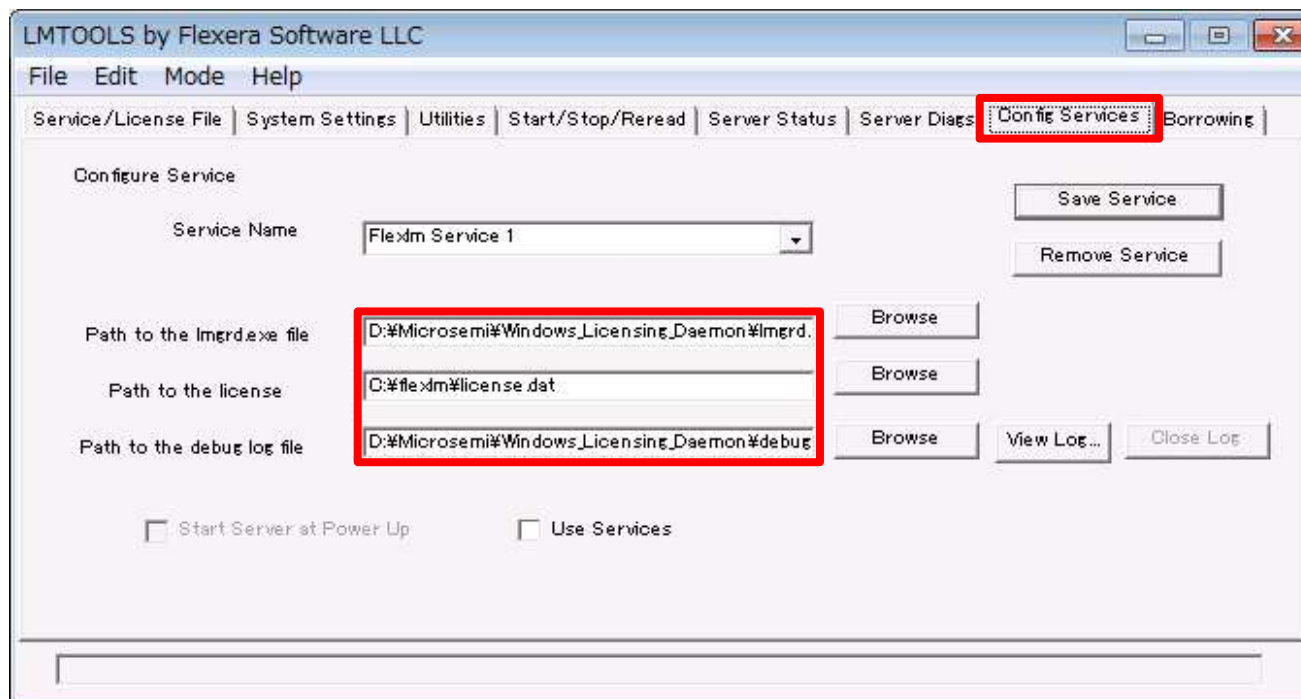 LMTOOLS by Flexera Software LLC
File Edit Mode Help
Service/License File System Settings Utilities Start/Stop/Reread Server Status Server Diags Config Services Borrowing
Configure Service
Save Service
Service Name Flexlm Service 1
Remove Service
Path to the lmgrd.exe file D:¥Microsemi¥Windows_Licensing_Daemon¥lmgrd. Browse
Path to the license C:¥flexlm¥license.dat Browse
Path to the debug log file D:¥Microsemi¥Windows_Licensing_Daemon¥debug Browse View Log... Close Log
Start Server at Power Up Use Services